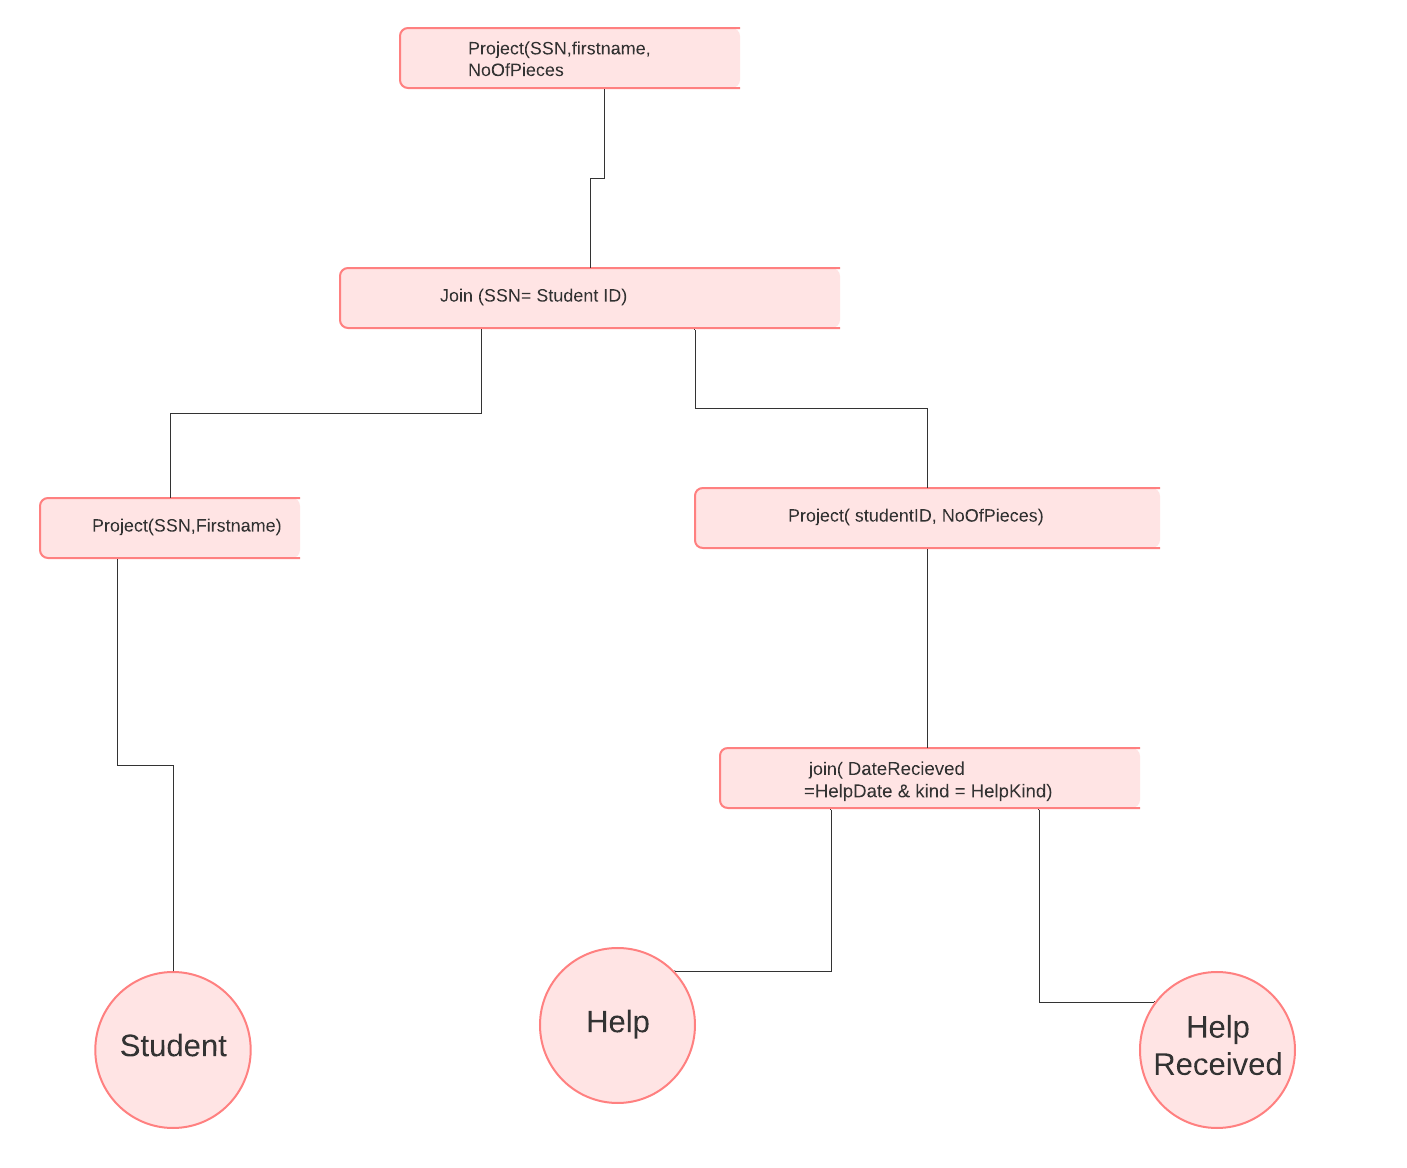 Project(SSN,firstname,
NoOfPieces
Join (SSN= Student ID)
Project(SSN,Firstname)
Project( studentID, NoOfPieces)
join( DateRecieved
=HelpDate & kind = HelpKind)
Student
Help
Help
Received